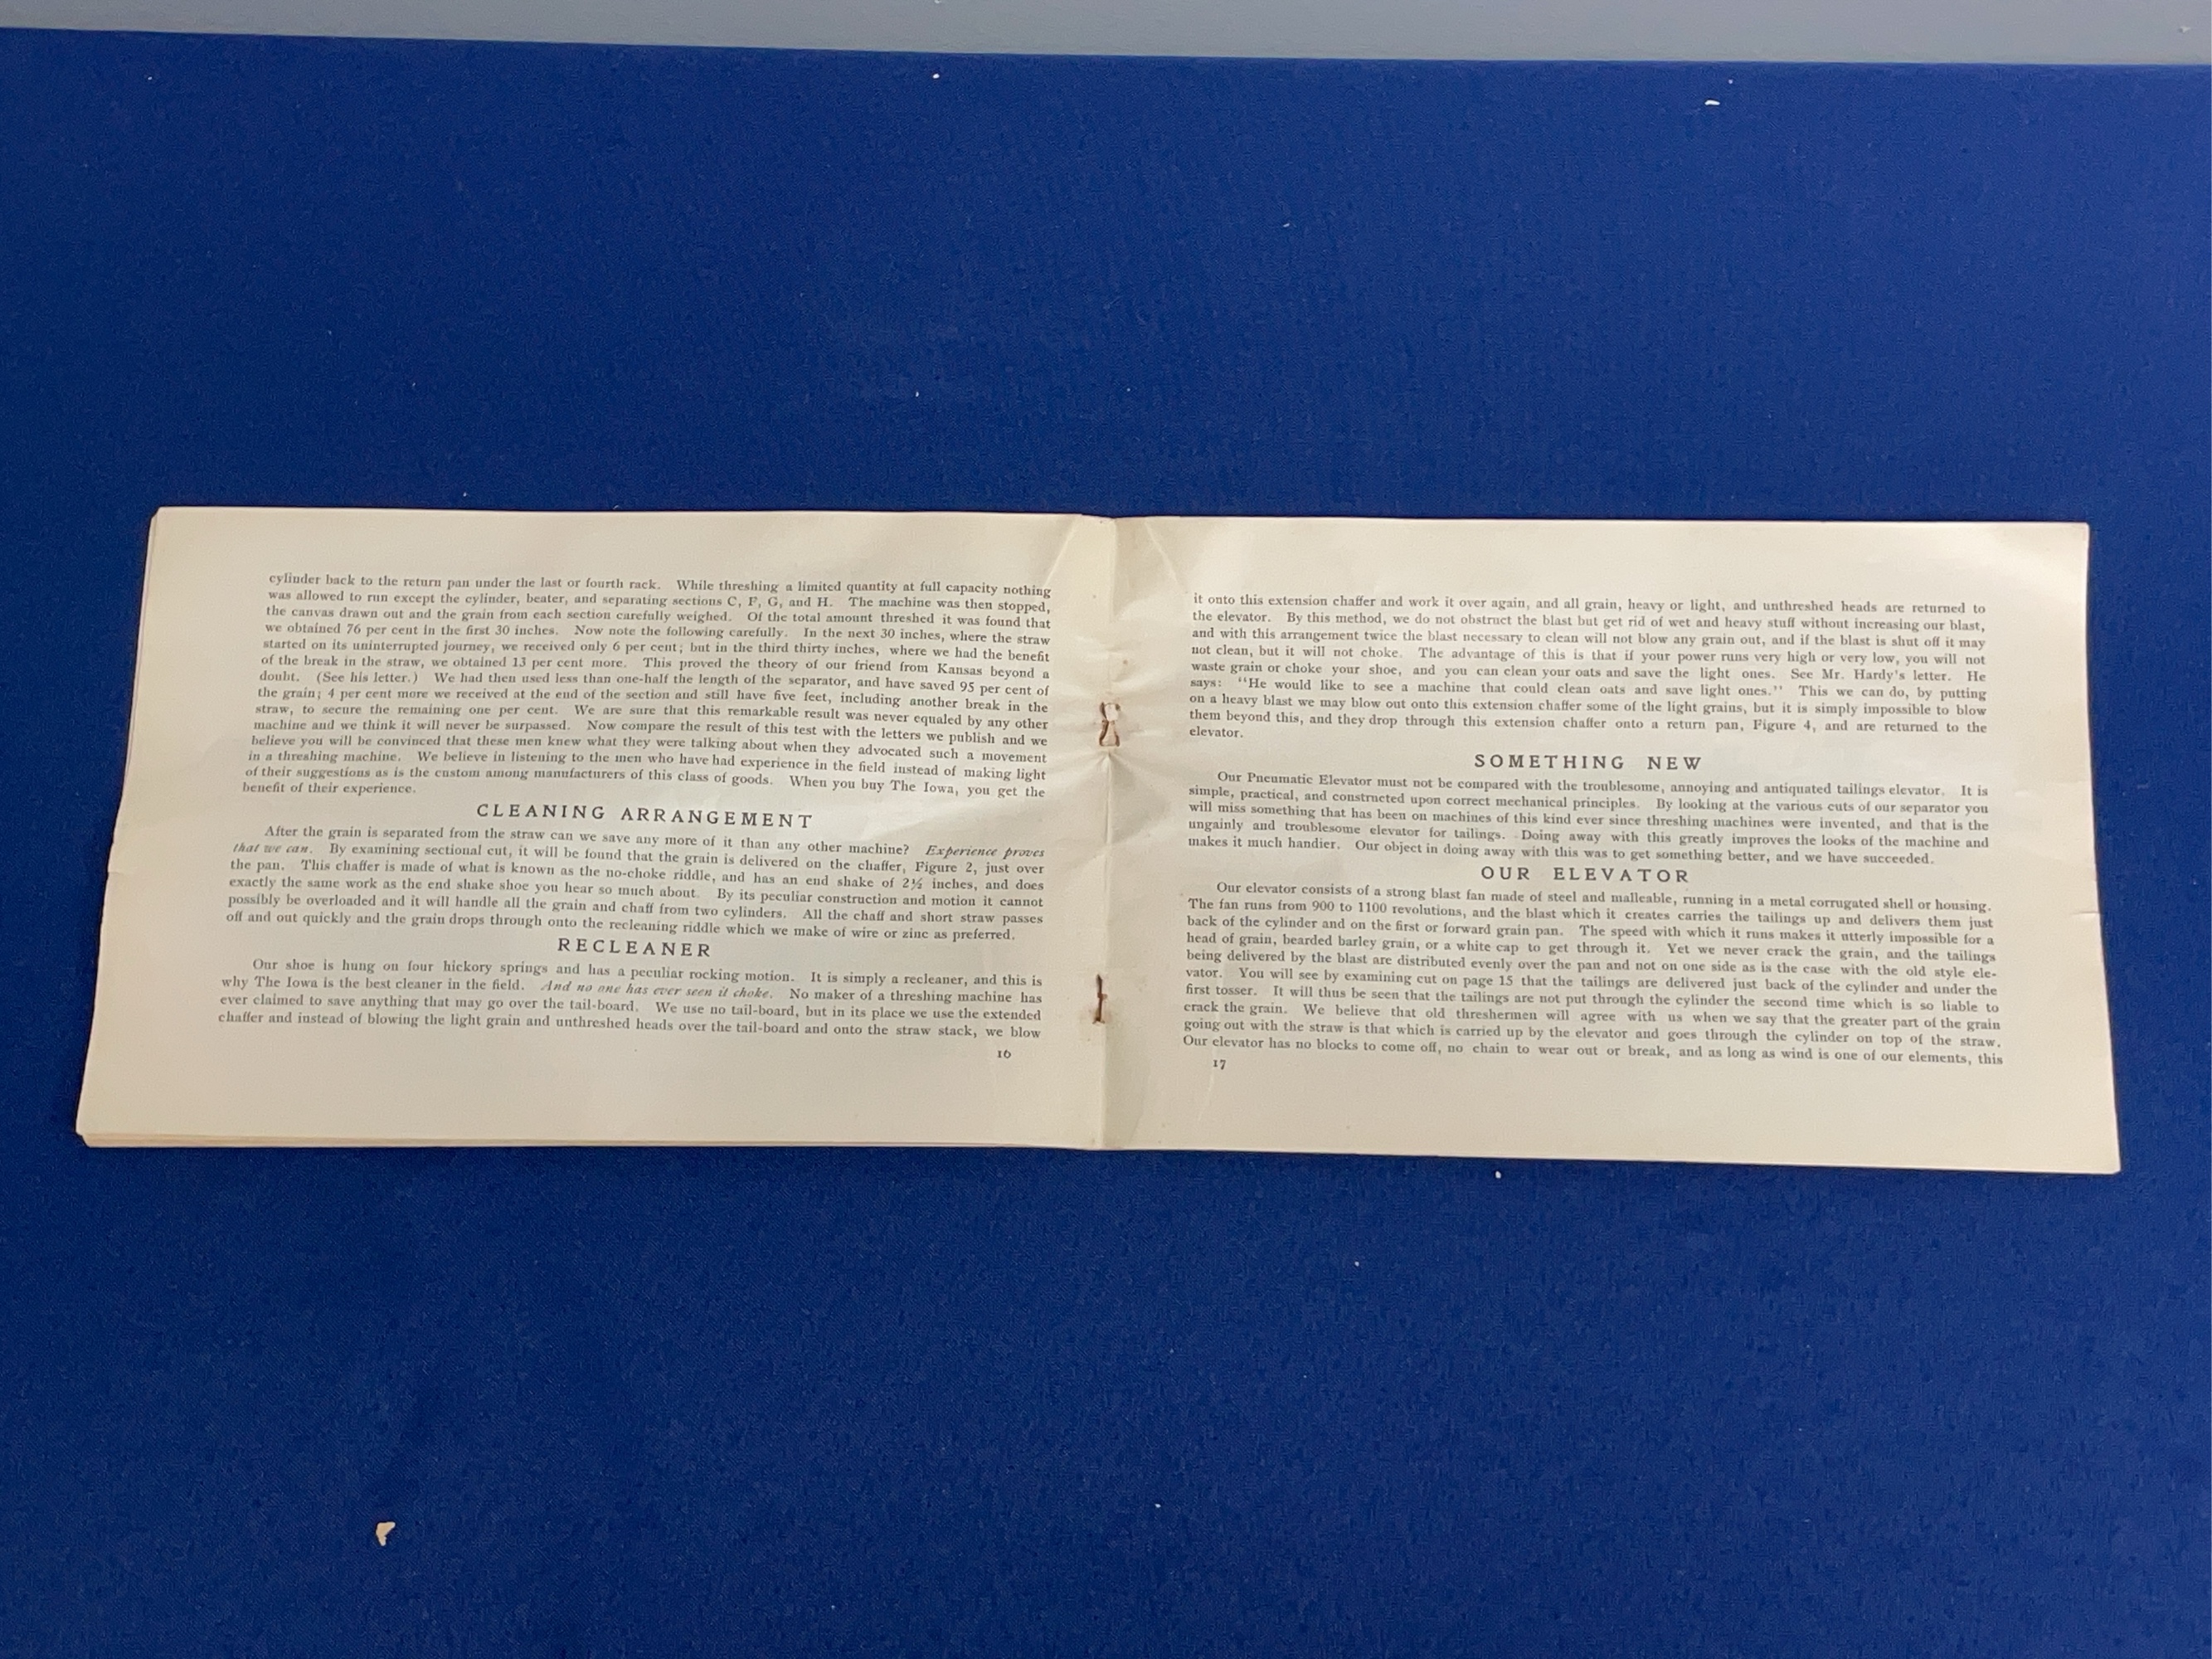 cylinder back to the return pan under the last or fourth rack. While threshing a limited quantity at full capacity nothing
was allowed to run except the cylinder, beater, and separating sections C, F, G, and H. The machine was then stopped,
the canvas drawn out and the grain from each section carefully weighed. Of the total amount threshed it was found that
we obtained 76 per cent in the first 30 inches. Now note the following carefully. In the next 30 inches, where the straw
started on its uninterrupted journey, we received only 6 per cent; but in the third thirty inches, where we had the benefit
of the break in the straw, we obtained 13 per cent more. This proved the theory of our friend from Kansas beyond a
doubt. (See his letter.) We had then used less than one-half the length of the separator, and have saved 95 per cent of
the grain; 4 per cent more we received at the end of the section and still have five feet, including another break in the
straw, to secure the remaining one per cent. We are sure that this remarkable result was never equaled by any other
machine and we think it will never be surpassed. Now compare the result of this test with the letters we publish and we
believe you will be convinced that these men knew what they were talking about when they advocated such a movement
in a threshing machine. We believe in listening to the men who have had experience in the field instead of making light
of their suggestions as is the custom among manufacturers of this class of goods. When you buy The Iowa, you get the
benefit of their experience.
CLEANING ARRANGEMENT
After the grain is separated from the straw can we save any more of it than any other machine? Experience proves
that we can. By examining sectional cut, it will be found that the grain is delivered on the chaffer, Figure 2, just over
the pan. This chaffer is made of what is known as the no-choke riddle, and has an end shake of 2½ inches, and does
exactly the same work as the end shake shoe you hear so much about. By its peculiar construction and motion it cannot
possibly be overloaded and it will handle all the grain and chaff from two cylinders. All the chaff and short straw passes
off and out quickly and the grain drops through onto the recleaning riddle which we make of wire or zinc as preferred.
RECLEANER
Our shoe is hung on four hickory springs and has a peculiar rocking motion. It is simply a recleaner, and this is
why The Iowa is the best cleaner in the field. And no one has ever seen it choke. No maker of a threshing machine has
ever claimed to save anything that may go over the tail-board. We use no tail-board, but in its place we use the extended
chaffer and instead of blowing the light grain and unthreshed heads over the tail-board and onto the straw stack, we blow
16
it onto this extension chaffer and work it over again, and all grain, heavy or light, and unthreshed heads are returned to
the elevator. By this method, we do not obstruct the blast but get rid of wet and heavy stuff without increasing our blast,
and with this arrangement twice the blast necessary to clean will not blow any grain out, and if the blast is shut off it may
not clean, but it will not choke. The advantage of this is that if your power runs very high or very low, you will not
waste grain or choke your shoe, and you can clean your oats and save the light ones. See Mr. Hardy's letter. He
says: "He would like to see a machine that could clean oats and save light ones." This we can do, by putting
on a heavy blast we may blow out onto this extension chaffer some of the light grains, but it is simply impossible to blow
them beyond this, and they drop through this extension chaffer onto a return pan, Figure 4, and are returned to the
elevator.
SOMETHING NEW
Our Pneumatic Elevator must not be compared with the troublesome, annoying and antiquated tailings elevator. It is
simple, practical, and constructed upon correct mechanical principles. By looking at the various cuts of our separator you
will miss something that has been on machines of this kind ever since threshing machines were invented, and that is the
ungainly and troublesome elevator for tailings. Doing away with this greatly improves the looks of the machine and
makes it much handier. Our object in doing away with this was to get something better, and we have succeeded.
OUR ELEVATOR
Our elevator consists of a strong blast fan made of steel and malleable, running in a metal corrugated shell or housing.
The fan runs from 900 to 1100 revolutions, and the blast which it creates carries the tailings up and delivers them just
back of the cylinder and on the first or forward grain pan. The speed with which it runs makes it utterly impossible for a
head of grain, bearded barley grain, or a white cap to get through it. Yet we never crack the grain, and the tailings
being delivered by the blast are distributed evenly over the pan and not on one side as is the case with the old style ele-
vator. You will see by examining cut on page 15 that the tailings are delivered just back of the cylinder and under the
first tosser. It will thus be seen that the tailings are not put through the cylinder the second time which is so liable to
crack the grain. We believe that old threshermen will agree with us when we say that the greater part of the grain
going out with the straw is that which is carried up by the elevator and goes through the cylinder on top of the straw.
Our elevator has no blocks to come off, no chain to wear out or break, and as long as wind is one of our elements, this
17